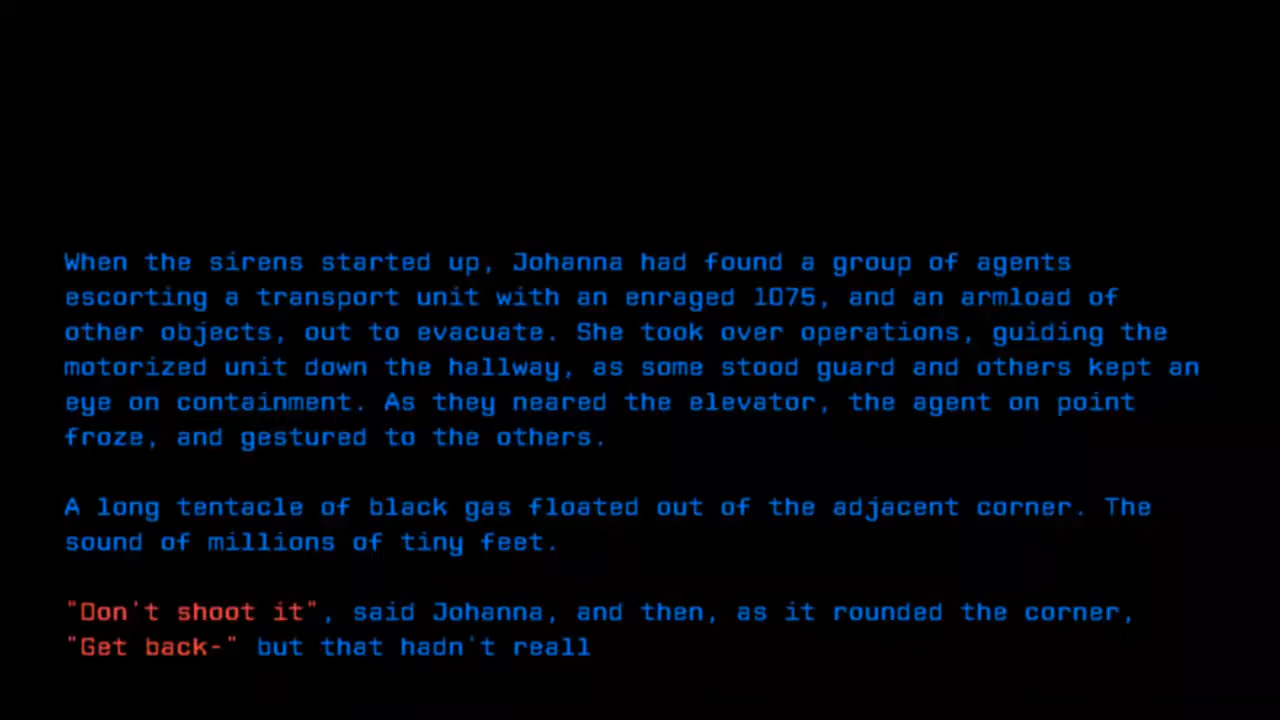 When the sirens started up, Johanna had found a group of agents
escorting a transport unit with an enraged 1075, and an armload of
other objects, out to evacuate. She took over operations, guiding the
motorized unit down the hallway, as some stood guard and others kept an
eye on containment. As they neared the elevator, the agent on point
froze, and gestured to the others.
A long tentacle of black gas floated out of the adjacent corner. The
sound of millions of tiny feet.
"Don't shoot it", said Johanna, and then, as it rounded the corner,
"Get back-" but that hadn't reall